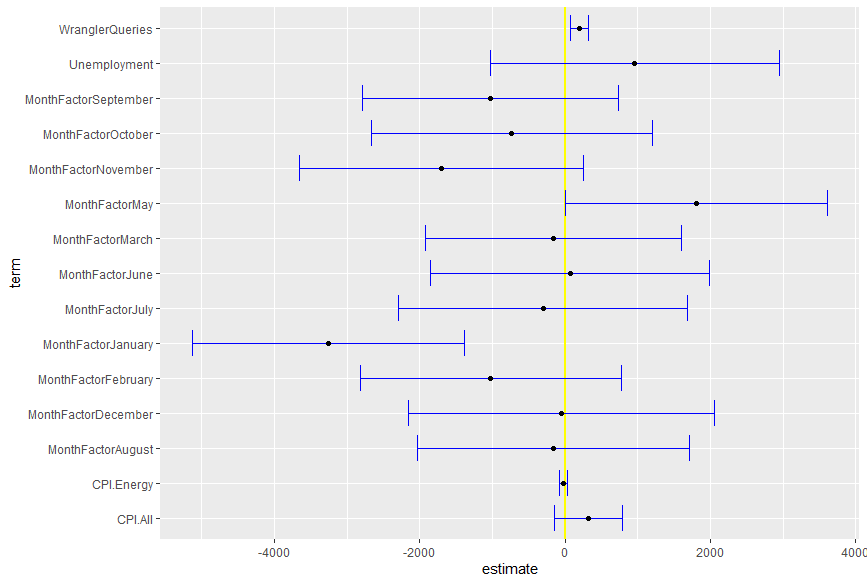 WranglerQueries
Unemployment
MonthFactorSeptember
MonthFactorOctober
MonthFactorNovember
MonthFactorMay
MonthFactorMarch
MonthFactorJune
MonthFactorJuly
MonthFactorJanuary
MonthFactorFebruary
MonthFactorDecember
MonthFactorAugust
CPI.Energy
CPI.All
term
-4000 -2000 0 2000 4000
estimate